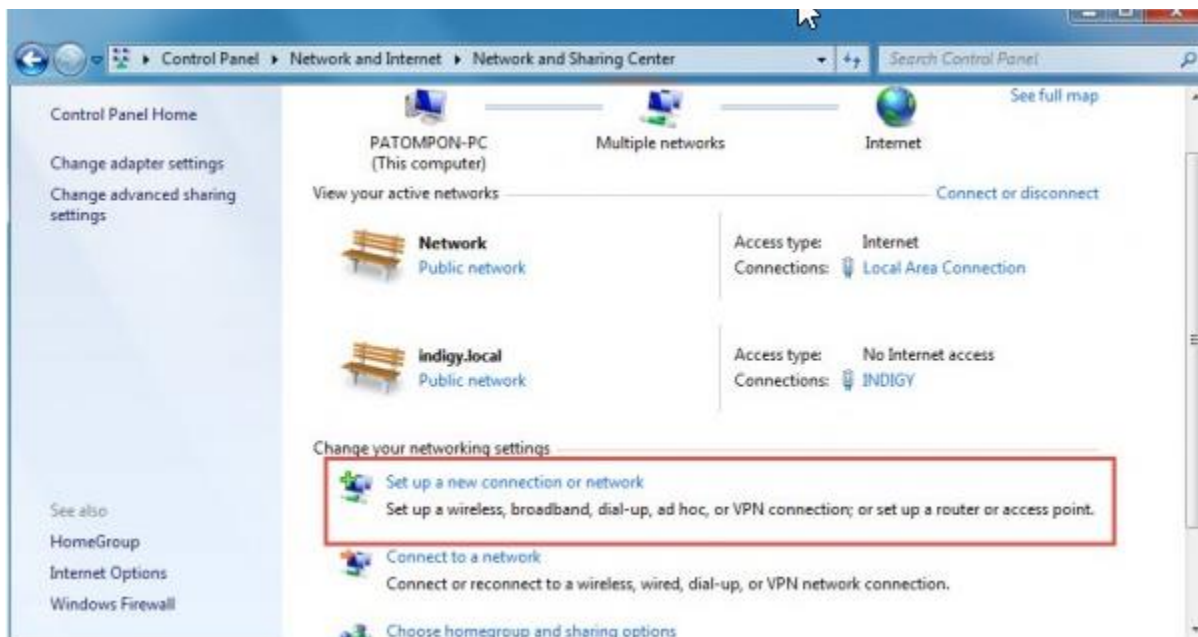 Control Panel ▸ Network and Internet ▸ Network and Sharing Center
Search Control Panel
Control Panel Home
Change adapter settings
Change advanced sharing
settings
See also
HomeGroup
Internet Options
Windows Firewall
See full map
PATOMPON-PC
(This computer)
Multiple networks
Internet
View your active networks
Connect or disconnect
Network
Public network
Access type: Internet
Connections: Local Area Connection
indigy.local
Public network
Access type: No Internet access
Connections: INDIGY
Change your networking settings
Set up a new connection or network
Set up a wireless, broadband, dial-up, ad hoc, or VPN connection; or set up a router or access point.
Connect to a network
Connect or reconnect to a wireless, wired, dial-up, or VPN network connection.
Choose homegroup and sharing options